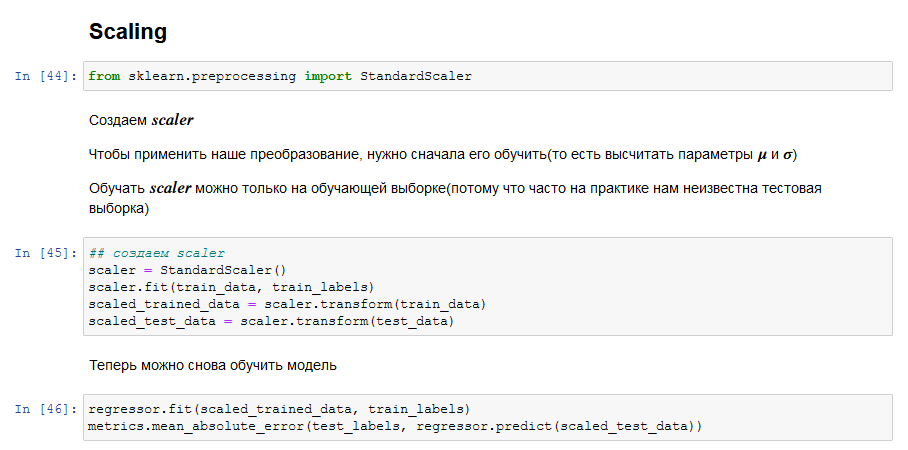 Scaling
In [44]: from sklearn.preprocessing import StandardScaler
Создаем scaler
Чтобы применить наше преобразование, нужно сначала его обучить(то есть высчитать параметры μ и σ)
Обучать scaler можно только на обучающей выборке(потому что часто на практике нам неизвестна тестовая
выборка)
In [45]: ## создаем scaler
scaler = StandardScaler()
scaler.fit(train_data, train_labels)
scaled_trained_data = scaler.transform(train_data)
scaled_test_data = scaler.transform(test_data)
Теперь можно снова обучить модель
In [46]: regressor.fit(scaled_trained_data, train_labels)
metrics.mean_absolute_error(test_labels, regressor.predict(scaled_test_data))